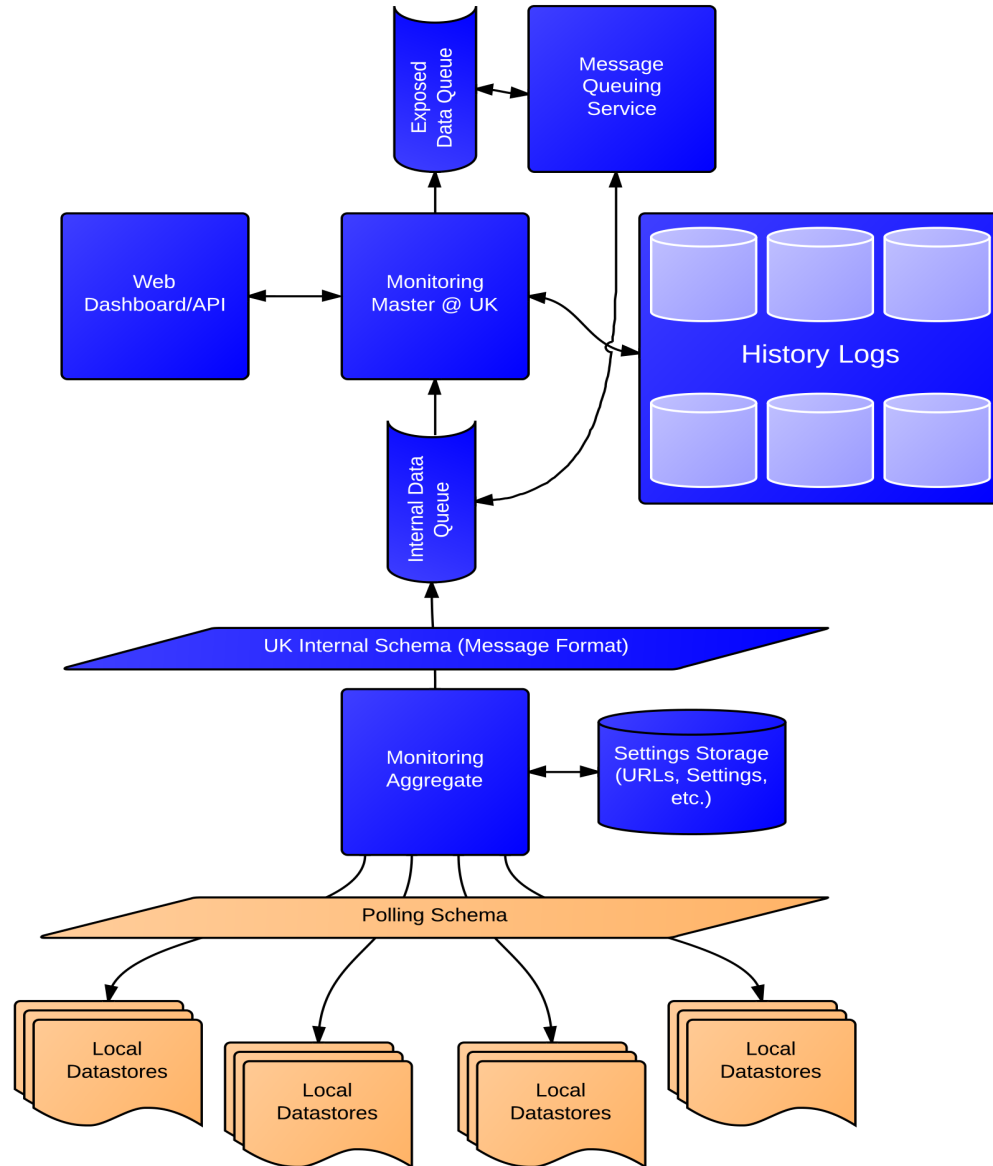 Exposed
Data Queue
Message
Queuing
Service
Web
Dashboard/API
Monitoring
Master @ UK
History Logs
Internal Data
Queue
UK Internal Schema (Message Format)
Monitoring
Aggregate
Settings Storage
(URLs, Settings,
etc.)
Polling Schema
Local
Datastores
Local
Datastores
Local
Datastores
Local
Datastores